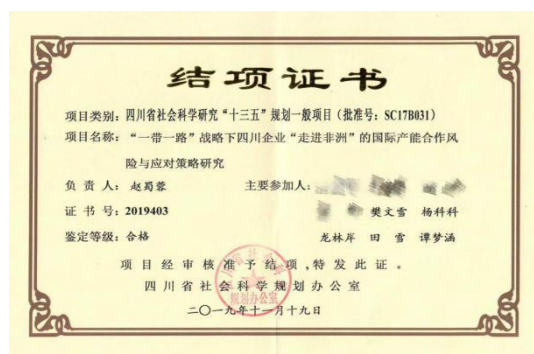 结项证书
项目类别：四川省社会科学研究“十三五”规划一般项目（批准号：SC17B031）
项目名称：“一带一路”战略下四川企业“走进非洲”的国际产能合作风
险与应对策略研究
负责人：赵蜀蓉 主要参加人：
证书号：2019403 樊文雪 杨科科
鉴定等级：合格 龙林岸 田雪 谭梦涵
项目经审核准予结项，特发此证。
四川省社会科学规划办公室
二〇一九年十一月十九日